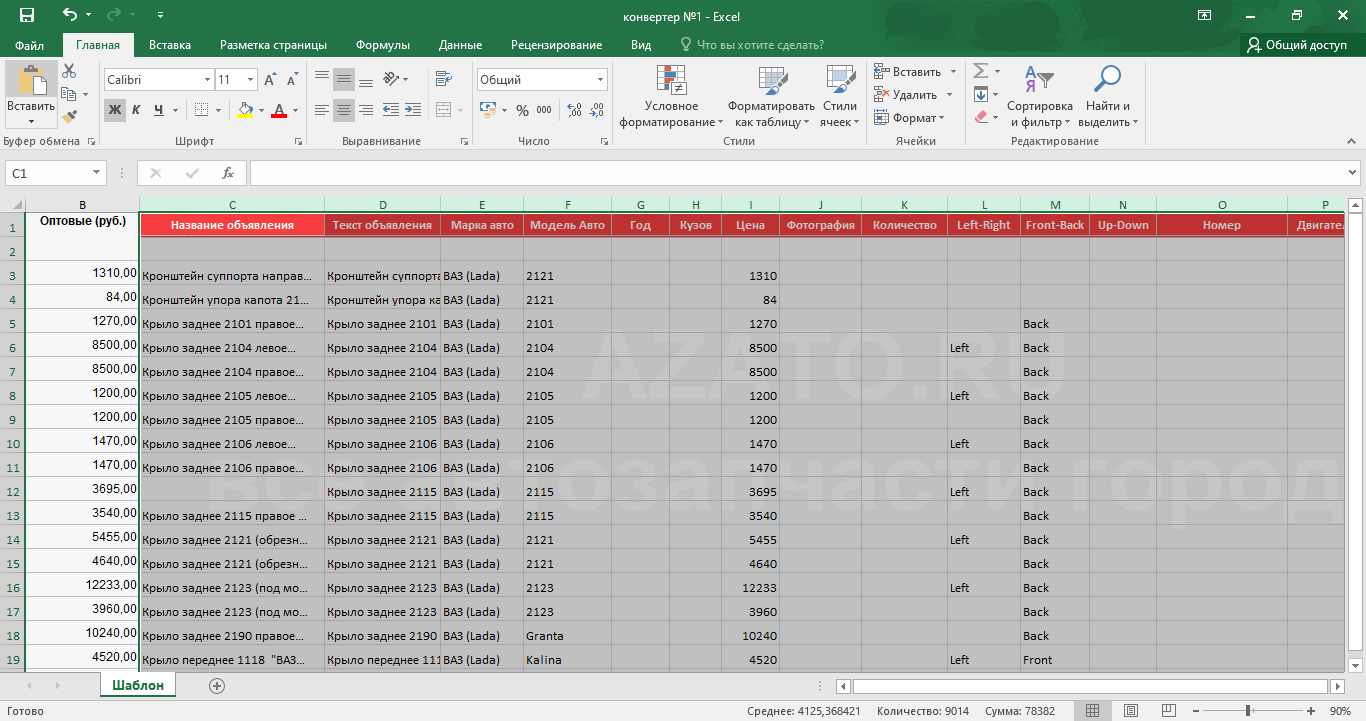 конвертер №1 - Excel
Файл Главная Вставка Разметка страницы Формулы Данные Рецензирование Вид Что вы хотите сделать? Общий доступ
Вставить
Calibri 11
Ж К Ч
Общий
% 000
Условное форматирование
Форматировать как таблицу
Стили ячеек
Вставить
Удалить
Формат
Сортировка и фильтр
Найти и выделить
Буфер обмена Шрифт Выравнивание Число Стили Ячейки Редактирование
C1 fx
B C D E F G H I J K L M N O P
1 Оптовые (руб.) Название объявления Текст объявления Марка авто Модель Авто Год Кузов Цена Фотография Количество Left-Right Front-Back Up-Down Номер
2
3 1310,00 Кронштейн суппорта направ... Кронштейн суппорта ВАЗ (Lada) 2121 1310
4 84,00 Кронштейн упора капота 21... Кронштейн упора ка ВАЗ (Lada) 2121 84
5 1270,00 Крыло заднее 2101 правое... Крыло заднее 2101 ВАЗ (Lada) 2101 1270 Back
6 8500,00 Крыло заднее 2104 левое... Крыло заднее 2104 ВАЗ (Lada) 2104 8500 Left Back
7 8500,00 Крыло заднее 2104 правое... Крыло заднее 2104 ВАЗ (Lada) 2104 8500 Back
8 1200,00 Крыло заднее 2105 левое... Крыло заднее 2105 ВАЗ (Lada) 2105 1200 Left Back
9 1200,00 Крыло заднее 2105 правое... Крыло заднее 2105 ВАЗ (Lada) 2105 1200 Back
10 1470,00 Крыло заднее 2106 левое... Крыло заднее 2106 ВАЗ (Lada) 2106 1470 Left Back
11 1470,00 Крыло заднее 2106 правое... Крыло заднее 2106 ВАЗ (Lada) 2106 1470 Back
12 3695,00 Крыло заднее 2115 ВАЗ (Lada) 2115 3695 Left Back
13 3540,00 Крыло заднее 2115 правое ... Крыло заднее 2115 ВАЗ (Lada) 2115 3540 Back
14 5455,00 Крыло заднее 2121 (обрезн... Крыло заднее 2121 ВАЗ (Lada) 2121 5455 Left Back
15 4640,00 Крыло заднее 2121 (обрезн... Крыло заднее 2121 ВАЗ (Lada) 2121 4640 Back
16 12233,00 Крыло заднее 2123 (под мо... Крыло заднее 2123 ВАЗ (Lada) 2123 12233 Left Back
17 3960,00 Крыло заднее 2123 (под мо... Крыло заднее 2123 ВАЗ (Lada) 2123 3960 Back
18 10240,00 Крыло заднее 2190 правое... Крыло заднее 2190 ВАЗ (Lada) Granta 10240 Back
19 4520,00 Крыло переднее 1118 "ВАЗ... Крыло переднее 111 ВАЗ (Lada) Kalina 4520 Left Front
AZATO.RU
все автозапчасти город
Шаблон
Готово Среднее: 4125,368421 Количество: 9014 Сумма: 78382 90%